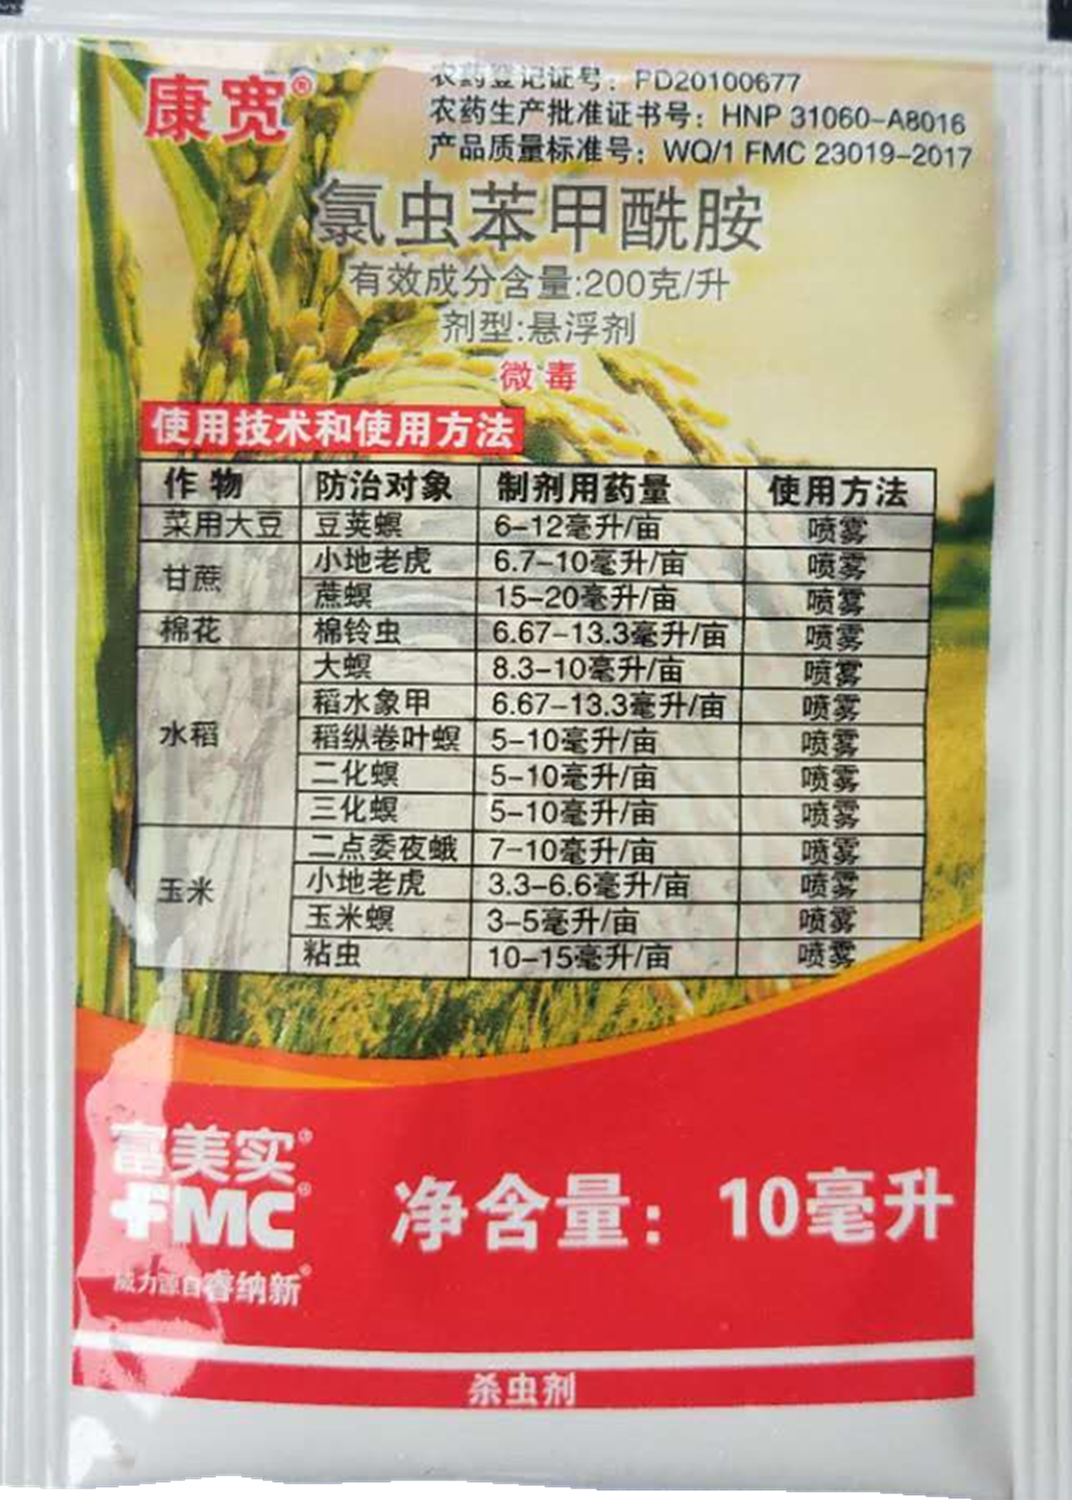 康宽®
农药登记证号：PD20100677
农药生产批准证书号：HNP 31060-A8016
产品质量标准号：WQ/1 FMC 23019-2017
氯虫苯甲酰胺
有效成分含量:200克/升
剂型:悬浮剂
微毒
使用技术和使用方法
作物 防治对象 制剂用药量 使用方法
菜用大豆 豆荚螟 6-12毫升/亩 喷雾
甘蔗 小地老虎 6.7-10毫升/亩 喷雾
蔗螟 15-20毫升/亩 喷雾
棉花 棉铃虫 6.67-13.3毫升/亩 喷雾
水稻 大螟 8.3-10毫升/亩 喷雾
稻水象甲 6.67-13.3毫升/亩 喷雾
稻纵卷叶螟 5-10毫升/亩 喷雾
二化螟 5-10毫升/亩 喷雾
三化螟 5-10毫升/亩 喷雾
玉米 二点委夜蛾 7-10毫升/亩 喷雾
小地老虎 3.3-6.6毫升/亩 喷雾
玉米螟 3-5毫升/亩 喷雾
粘虫 10-15毫升/亩 喷雾
富美实®
FMC®
威力源自睿纳新®
净含量：10毫升
杀虫剂